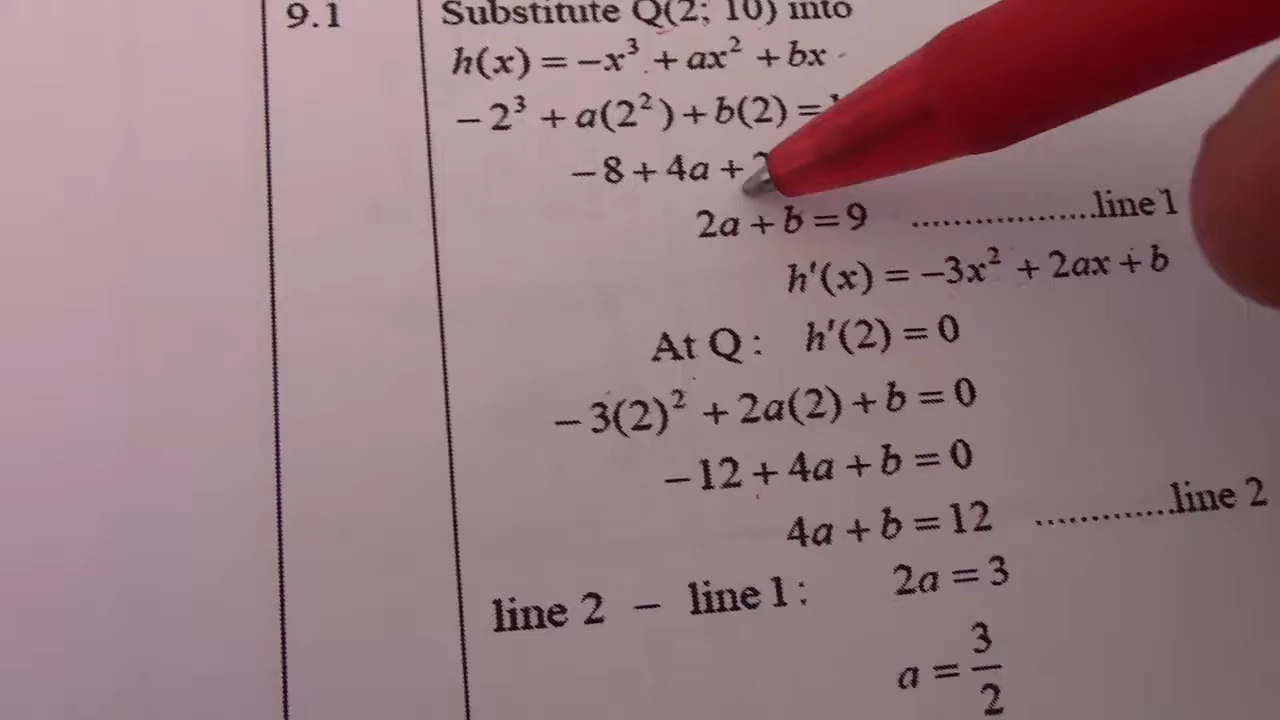 9.1 Substitute Q(2; 10) into
h(x) = −x³ + ax² + bx
−2³ + a(2²) + b(2) =
−8 + 4a +
2a + b = 9 ..................line 1
h′(x) = −3x² + 2ax + b
At Q : h′(2) = 0
−3(2)² + 2a(2) + b = 0
−12 + 4a + b = 0
4a + b = 12 .............line 2
line 2 − line 1 : 2a = 3
a = 3/2